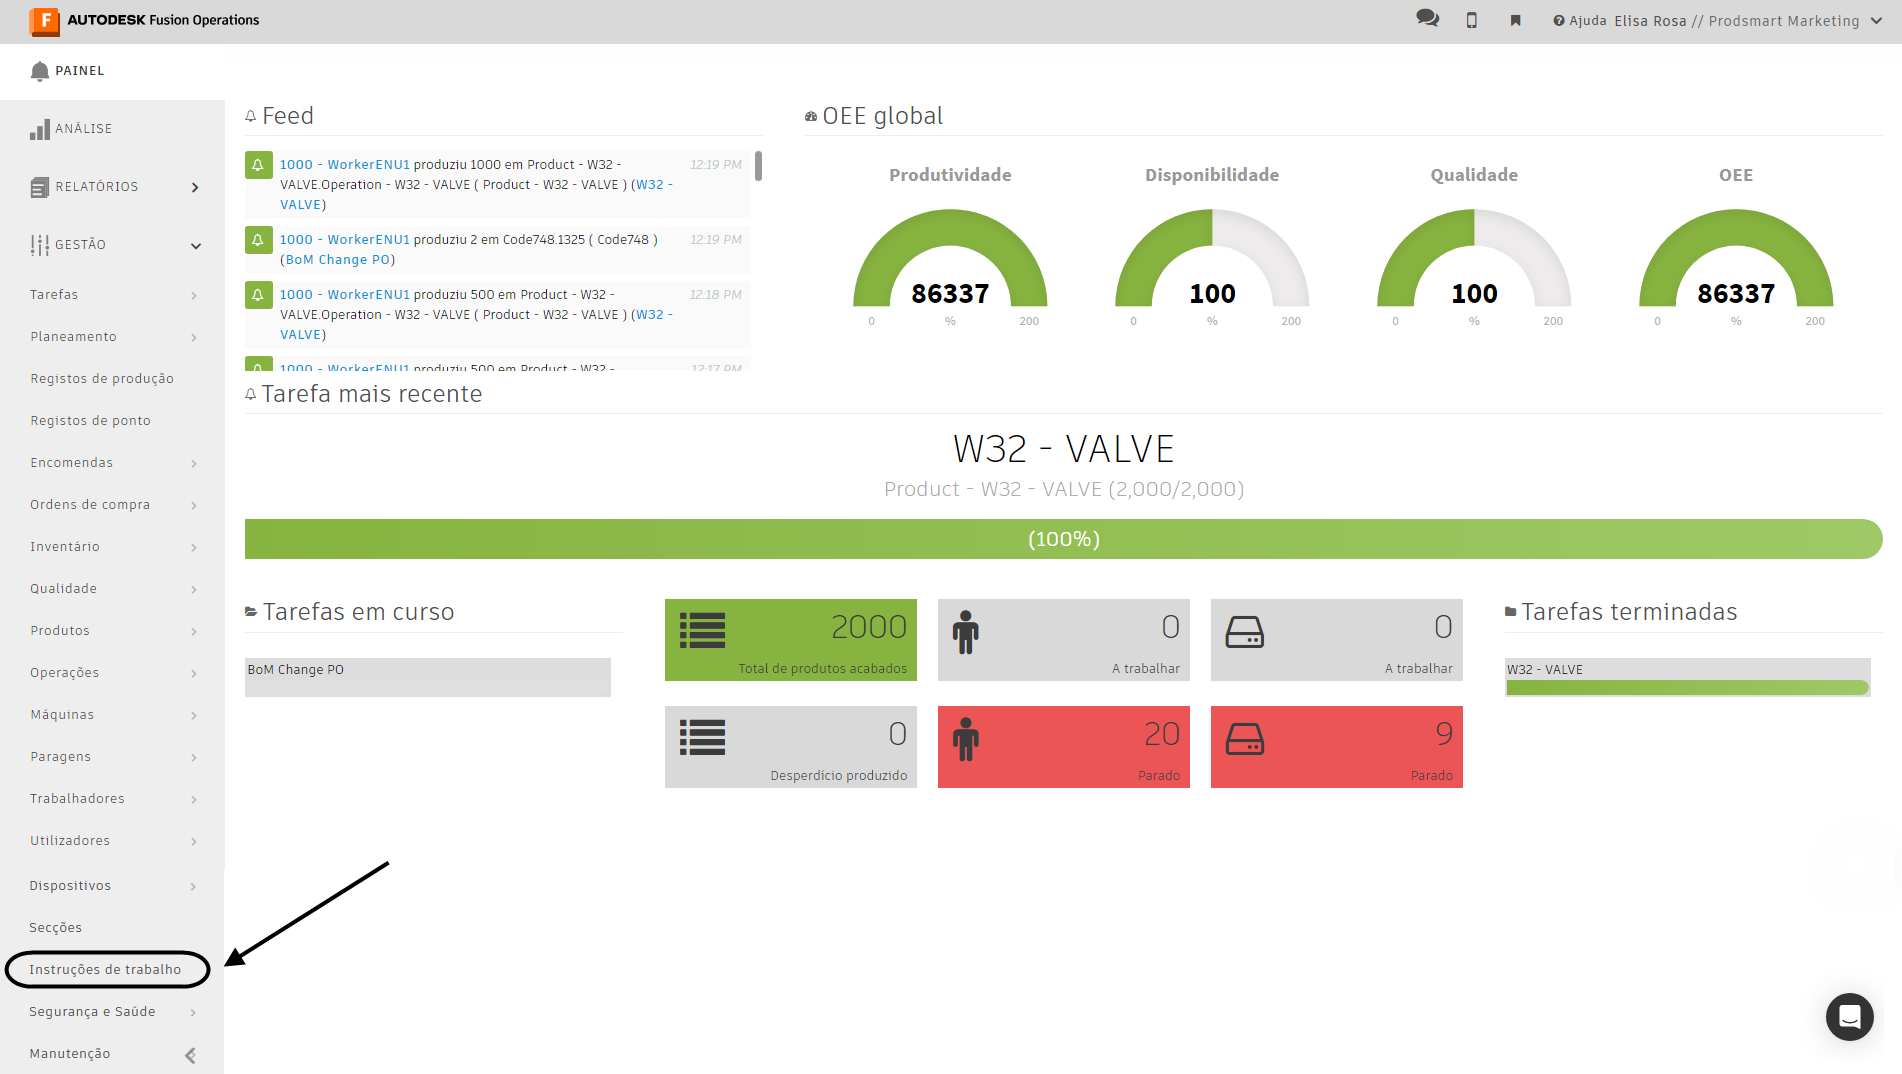 AUTODESK Fusion Operations
Ajuda Elisa Rosa // Prodsmart Marketing
PAINEL
ANÁLISE
RELATÓRIOS
GESTÃO
Tarefas
Planeamento
Registos de produção
Registos de ponto
Encomendas
Ordens de compra
Inventário
Qualidade
Produtos
Operações
Máquinas
Paragens
Trabalhadores
Utilizadores
Dispositivos
Secções
Instruções de trabalho
Segurança e Saúde
Manutenção
Feed
1000 - WorkerENU1 produziu 1000 em Product - W32 - 12:19 PM
VALVE.Operation - W32 - VALVE ( Product - W32 - VALVE ) (W32 -
VALVE)
1000 - WorkerENU1 produziu 2 em Code748.1325 ( Code748 ) 12:19 PM
(BoM Change PO)
1000 - WorkerENU1 produziu 500 em Product - W32 - 12:18 PM
VALVE.Operation - W32 - VALVE ( Product - W32 - VALVE ) (W32 -
VALVE)
1000 - WorkerENU1 produziu 500 em Product - W32 - 12:17 PM
OEE global
Produtividade
86337
0 % 200
Disponibilidade
100
0 % 200
Qualidade
100
0 % 200
OEE
86337
0 % 200
Tarefa mais recente
W32 - VALVE
Product - W32 - VALVE (2,000/2,000)
(100%)
Tarefas em curso
BoM Change PO
2000
Total de produtos acabados
0
A trabalhar
0
A trabalhar
0
Desperdício produzido
20
Parado
9
Parado
Tarefas terminadas
W32 - VALVE